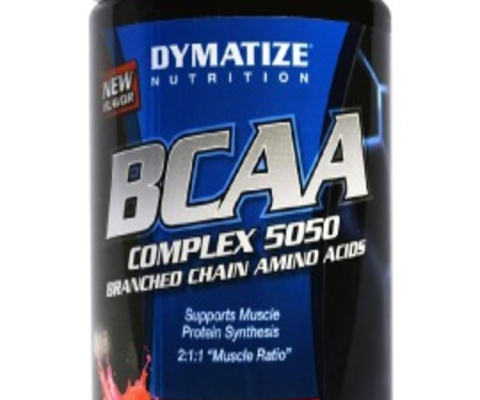 DYMATIZE
NUTRITION
NEW
FLAVOR
BCAA
COMPLEX 5050
BRANCHED CHAIN AMINO ACIDS
Supports Muscle
Protein Synthesis
2:1:1 "Muscle Ratio"